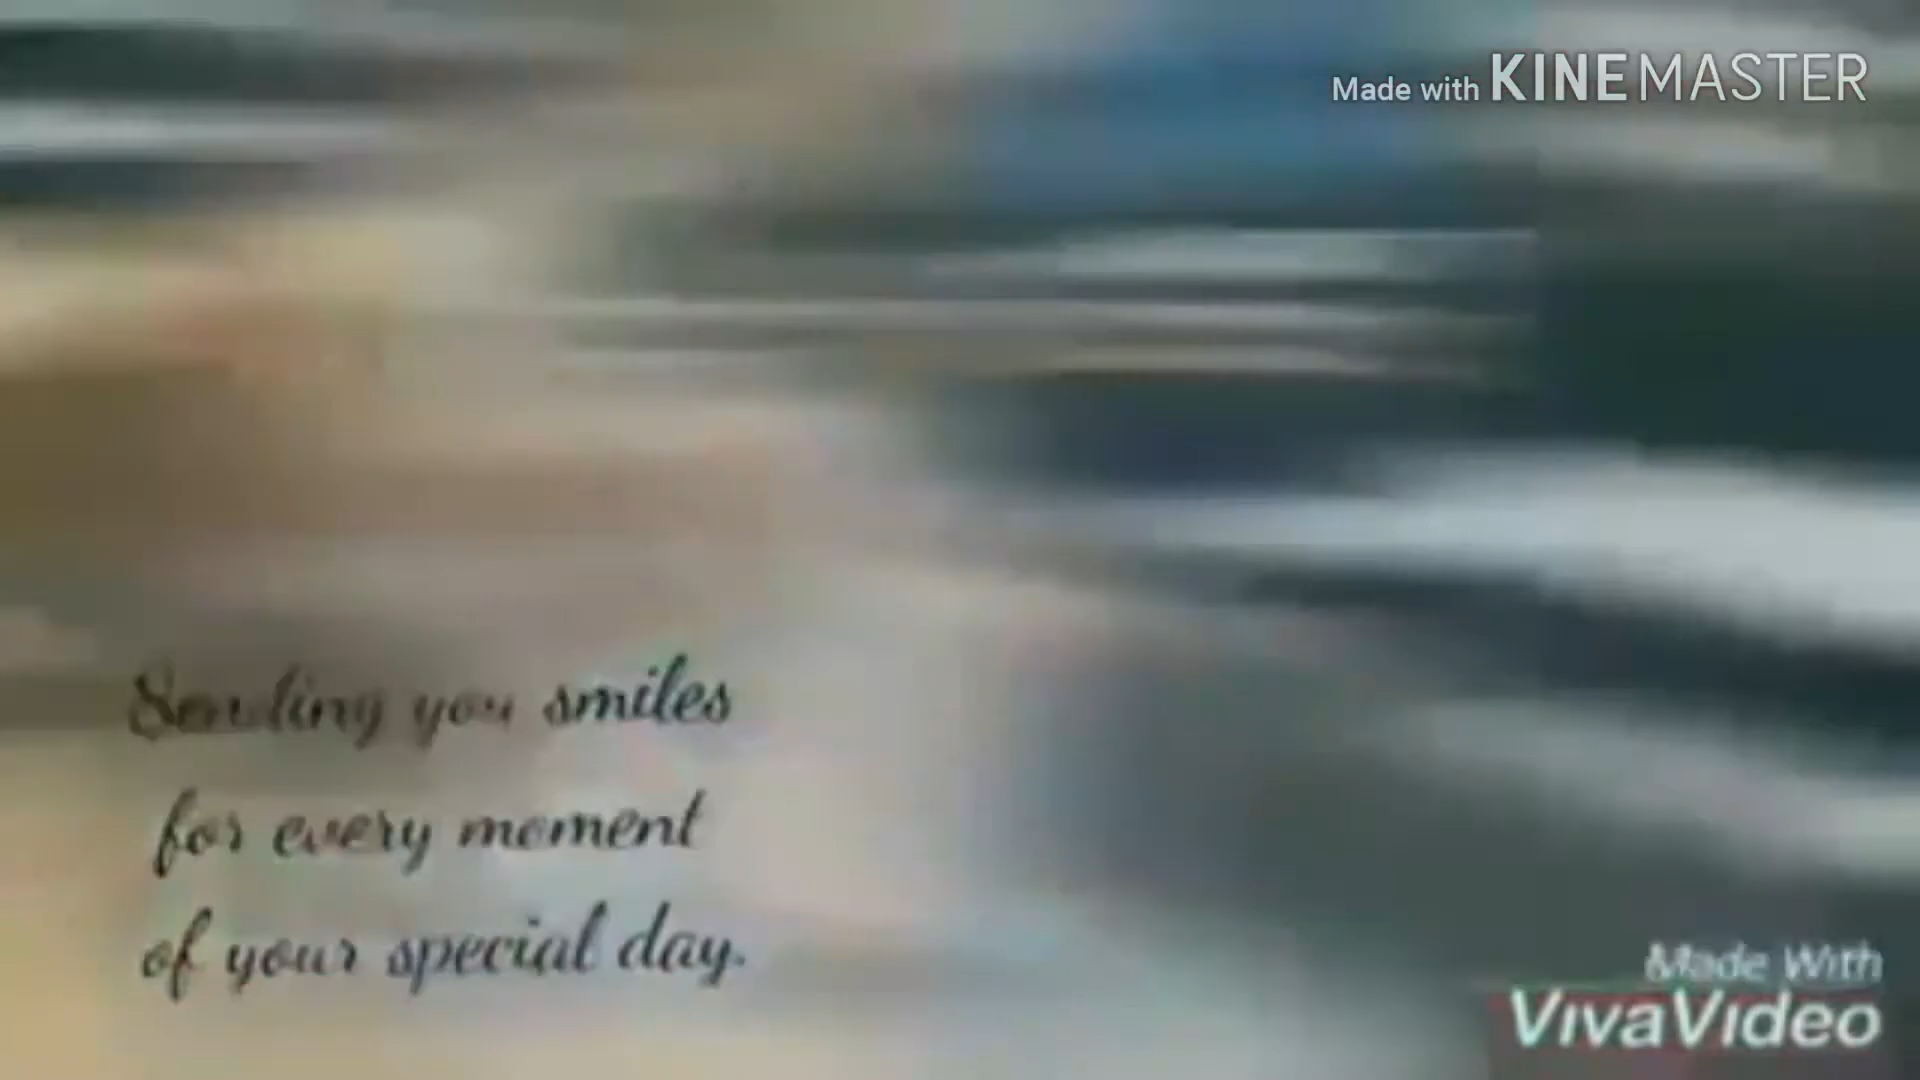 Made with KINEMASTER
Sending you smiles
for every moment
of your special day.
Made With
VivaVideo